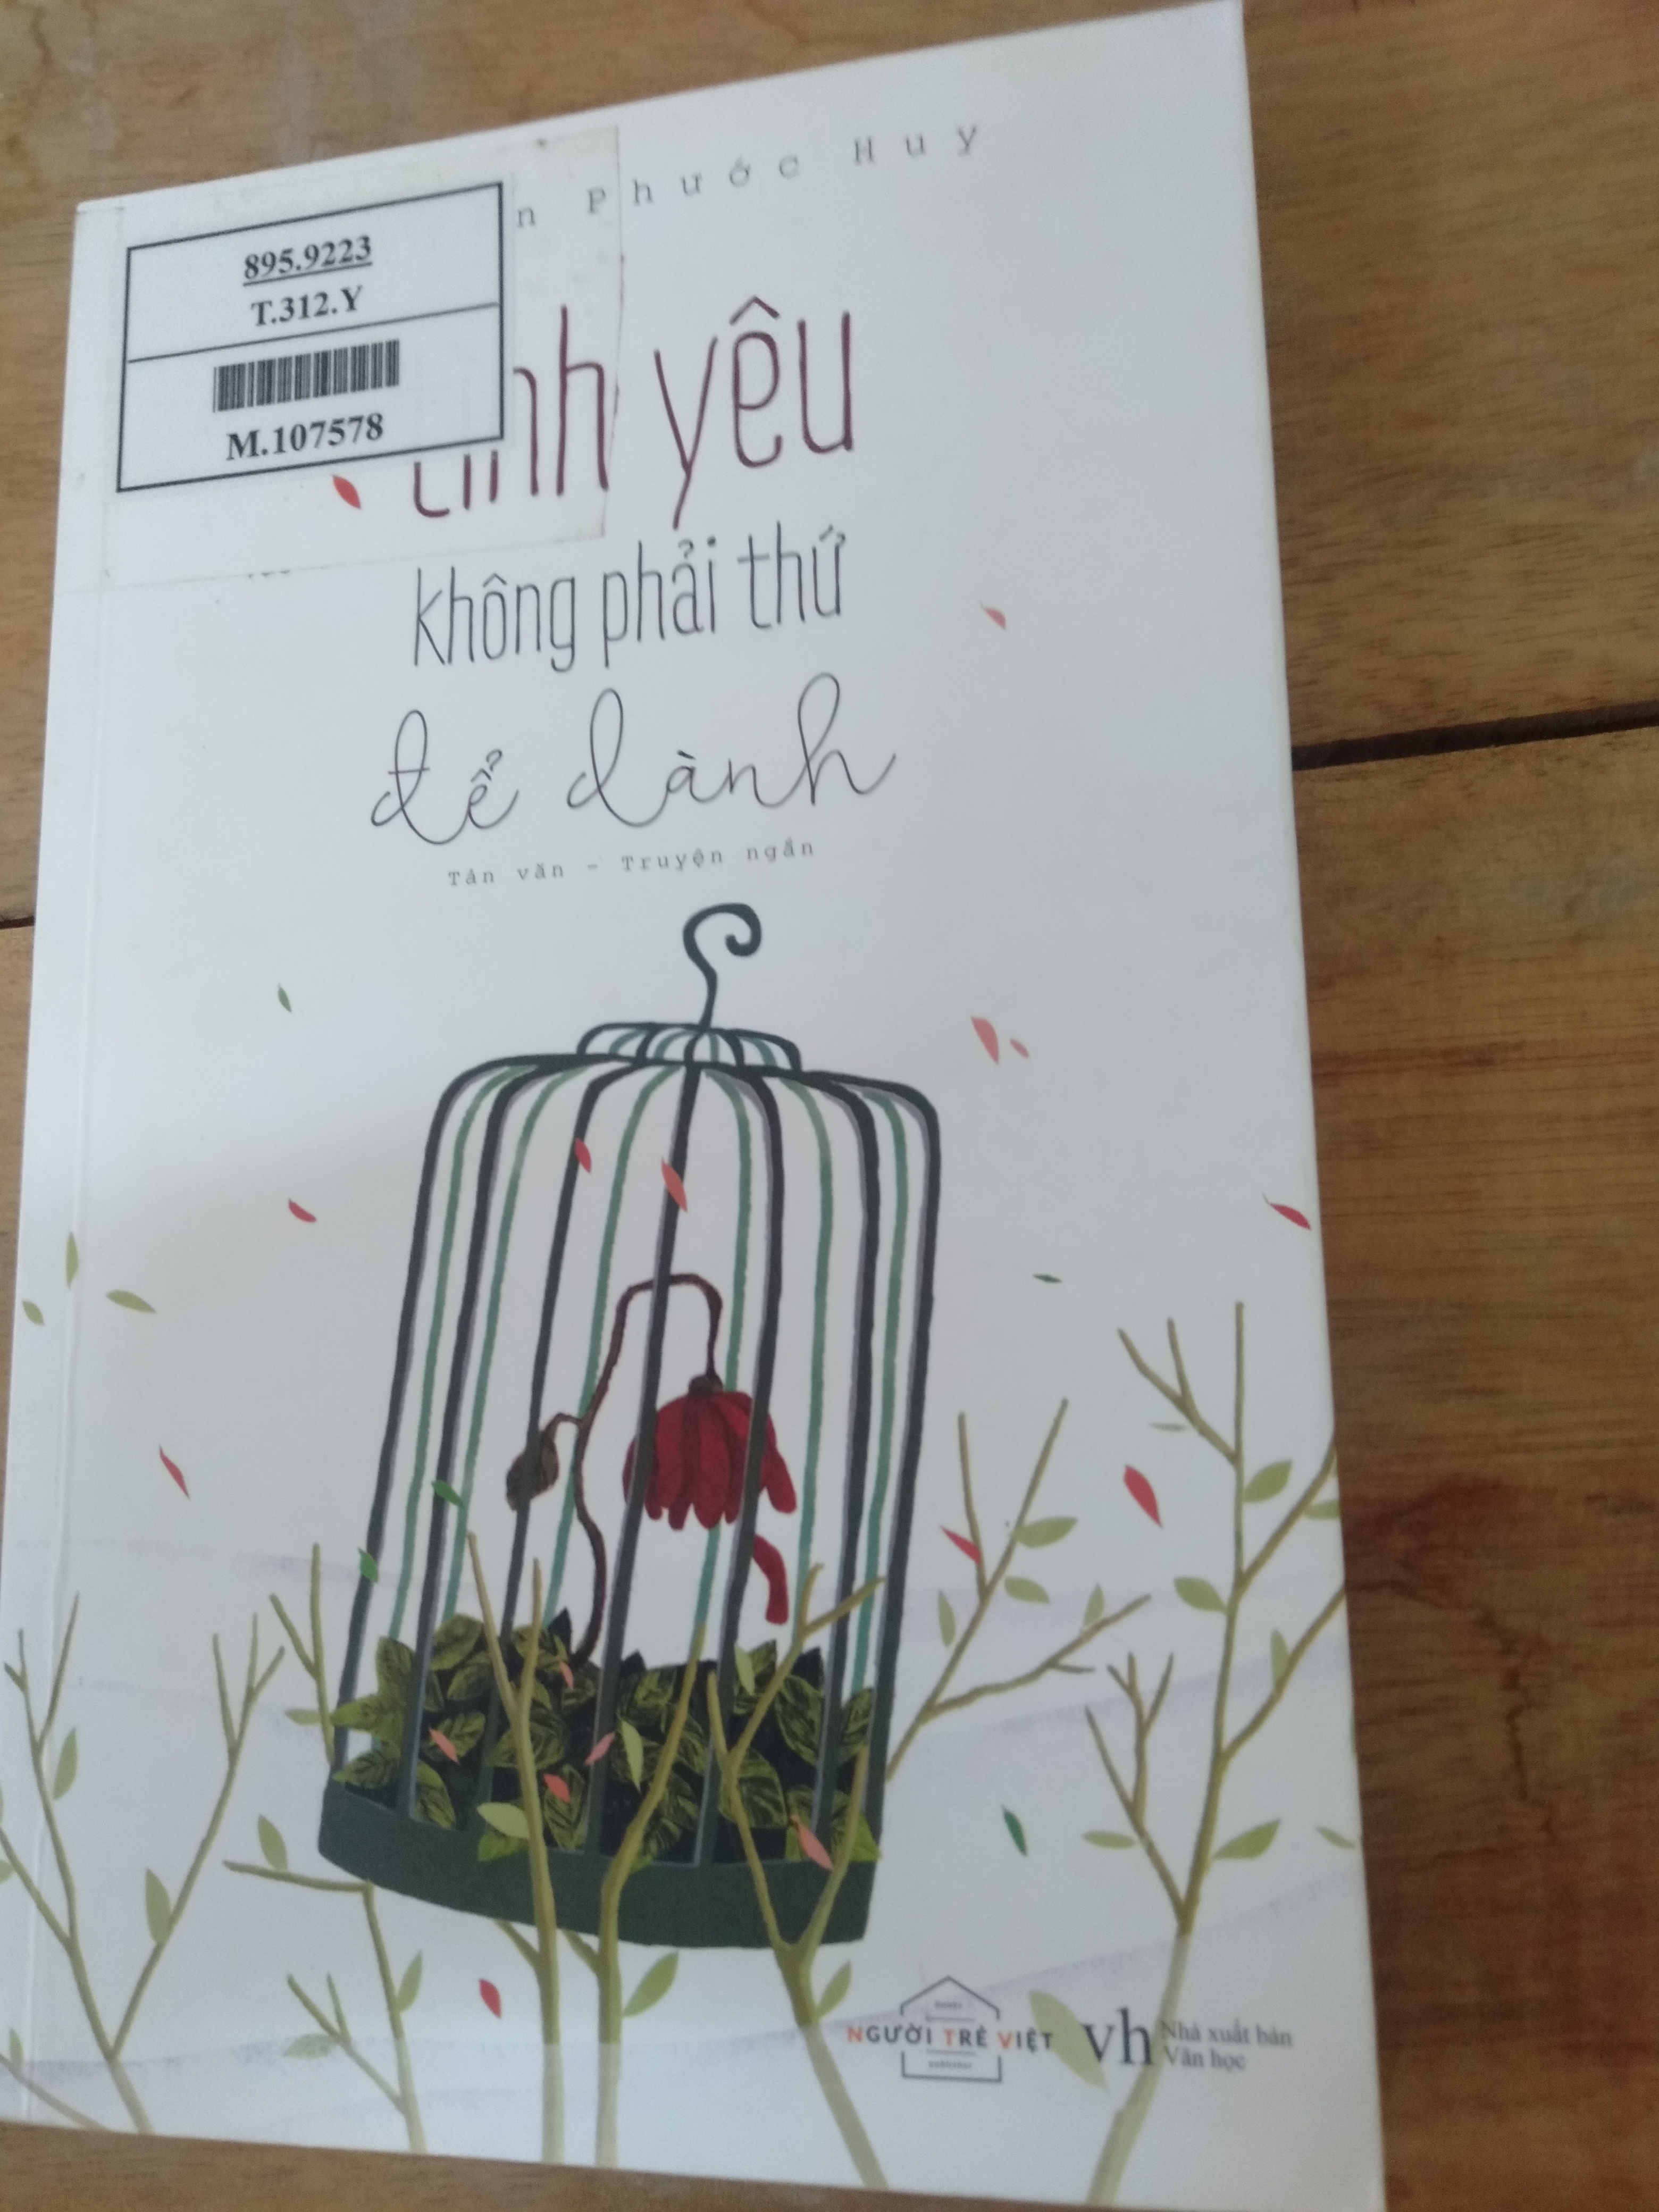 n Phước Huy
895.9223
T.312.Y
M.107578
tình yêu
không phải thứ
để dành
Tản văn - Truyện ngắn
NGƯỜI TRẺ VIỆT
vh Nhà xuất bản
Văn học